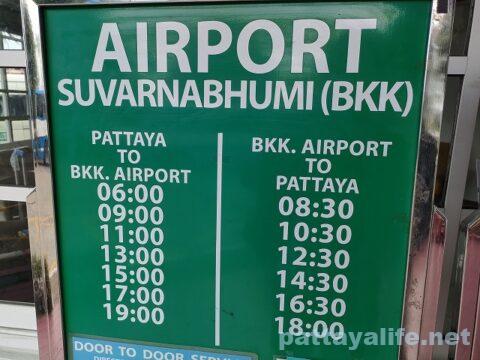 AIRPORT
SUVARNABHUMI (BKK)
PATTAYA
TO
BKK. AIRPORT
06:00
09:00
11:00
13:00
15:00
17:00
19:00
BKK. AIRPORT
TO
PATTAYA
08:30
10:30
12:30
14:30
16:30
18:00
DOOR TO DOOR
pattayalife.net